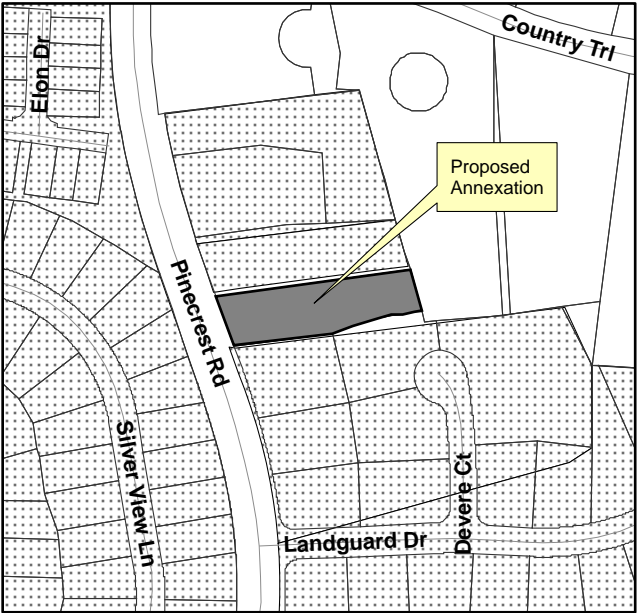 Country Trl
Elon Dr
Proposed
Annexation
Pinecrest Rd
Silver View Ln
Devere Ct
Landguard Dr